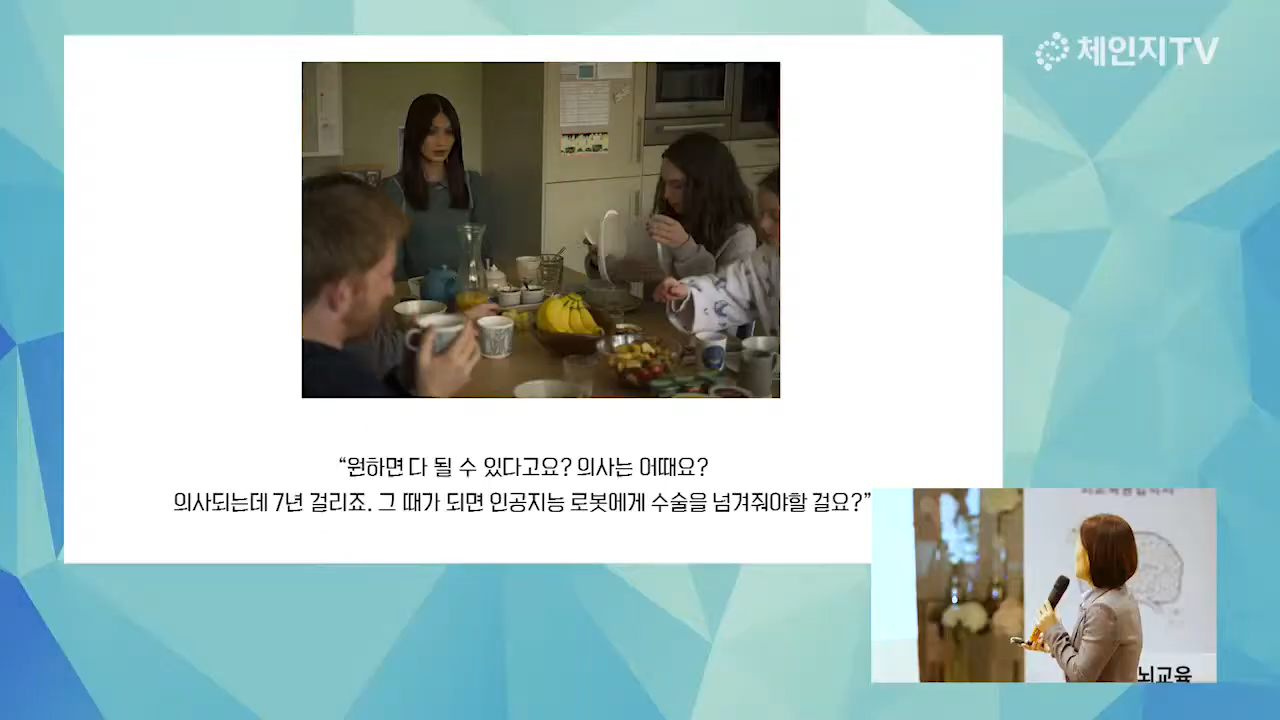 체인지TV
“원하면 다 될 수 있다고요? 의사는 어때요?
의사되는데 7년 걸리죠. 그 때가 되면 인공지능 로봇에게 수술을 넘겨줘야할 걸요?”
뇌교육